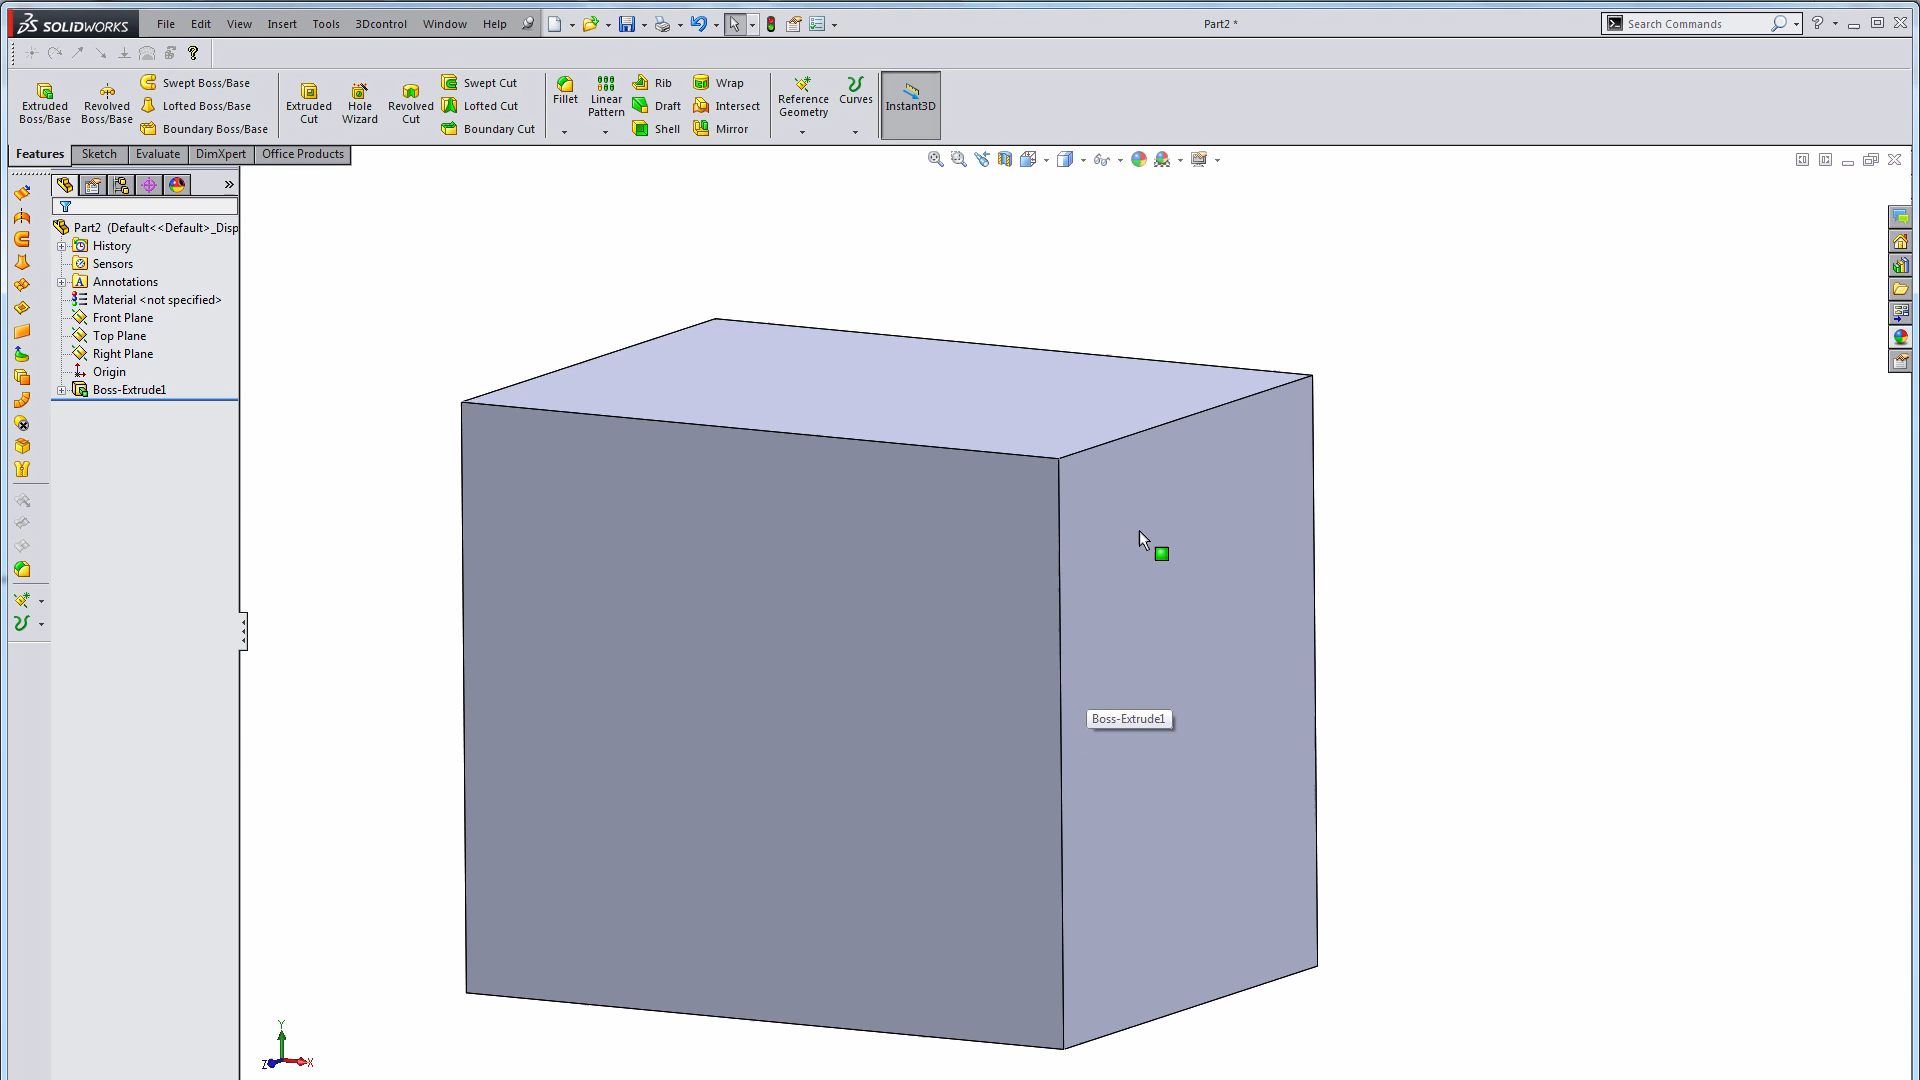 SOLIDWORKS File Edit View Insert Tools 3Dcontrol Window Help Part2 * Search Commands ?
?
Extruded Boss/Base
Revolved Boss/Base
Swept Boss/Base
Lofted Boss/Base
Boundary Boss/Base
Extruded Cut
Hole Wizard
Revolved Cut
Swept Cut
Lofted Cut
Boundary Cut
Fillet
Linear Pattern
Rib
Draft
Shell
Wrap
Intersect
Mirror
Reference Geometry
Curves
Instant3D
Features Sketch Evaluate DimXpert Office Products
»
Part2 (Default<<Default>_Disp
History
Sensors
A Annotations
Material <not specified>
Front Plane
Top Plane
Right Plane
Origin
Boss-Extrude1
Boss-Extrude1
Y
Z X